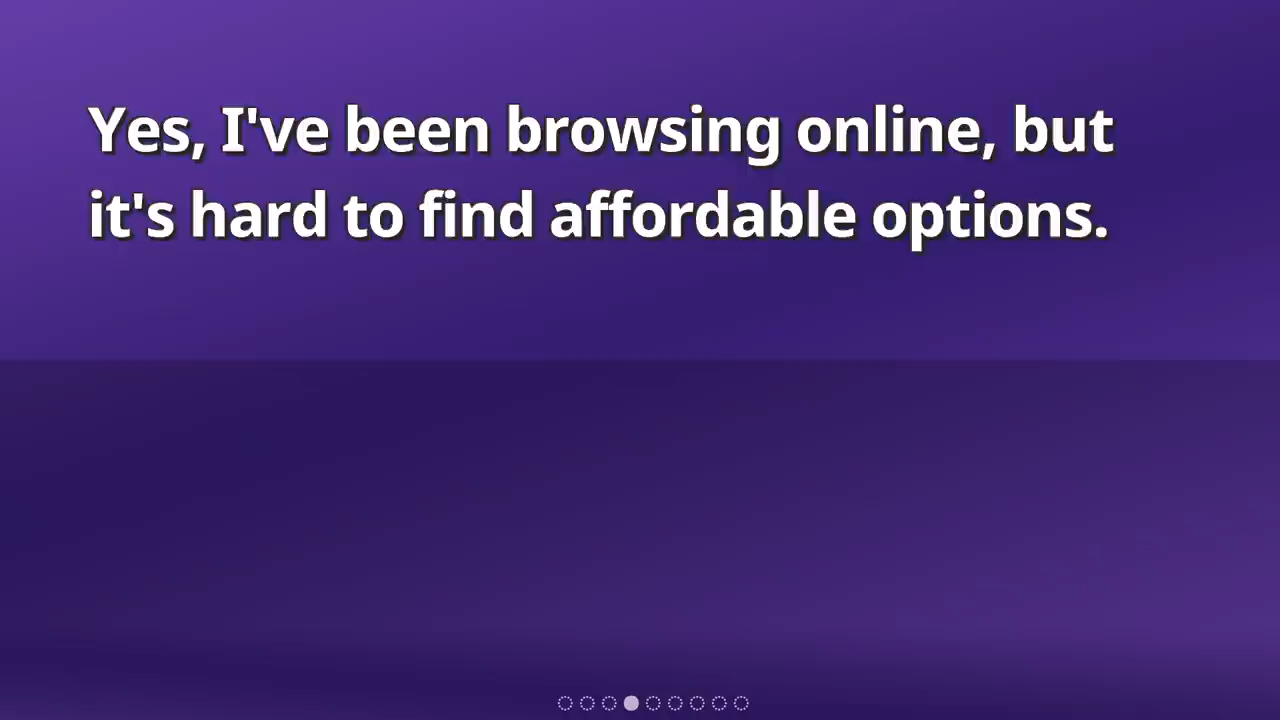 Yes, I've been browsing online, but
it's hard to find affordable options.